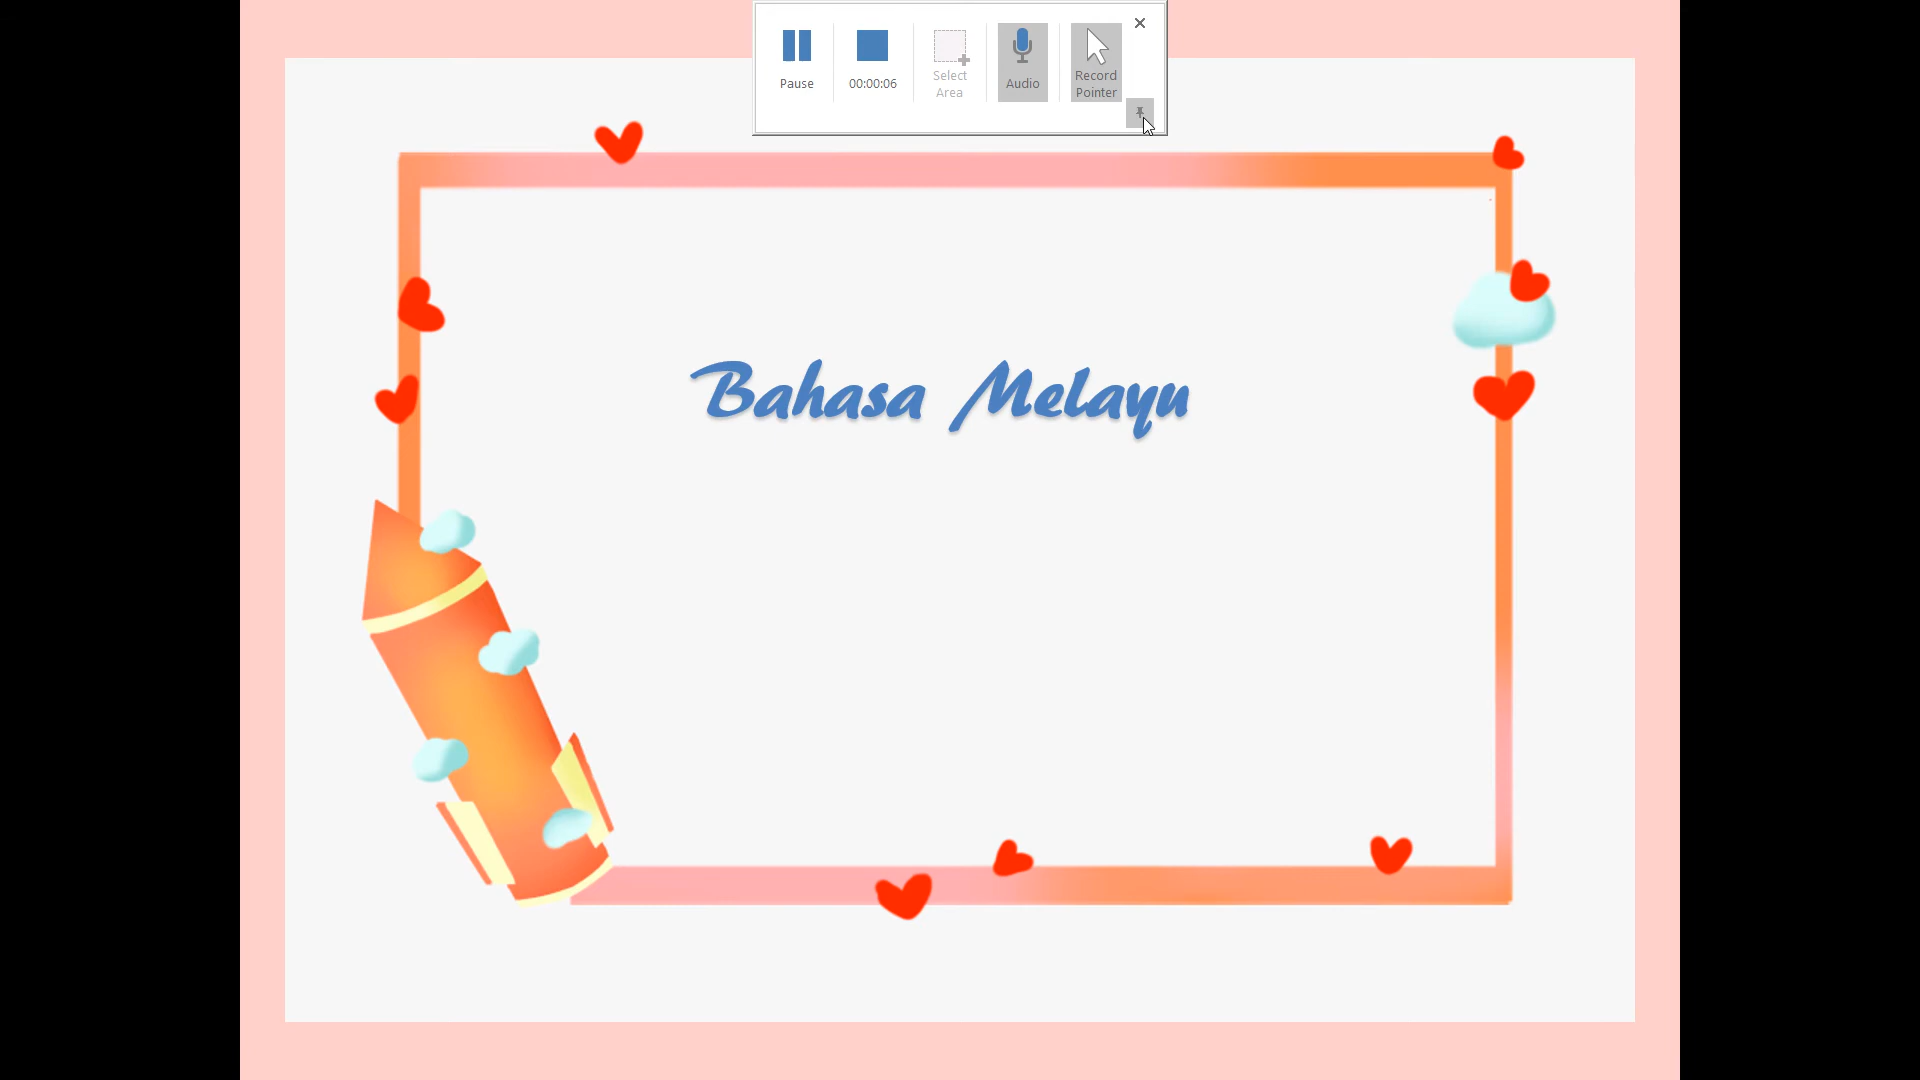 Pause
00:00:06
Select
Area
Audio
Record
Pointer
Bahasa Melayu